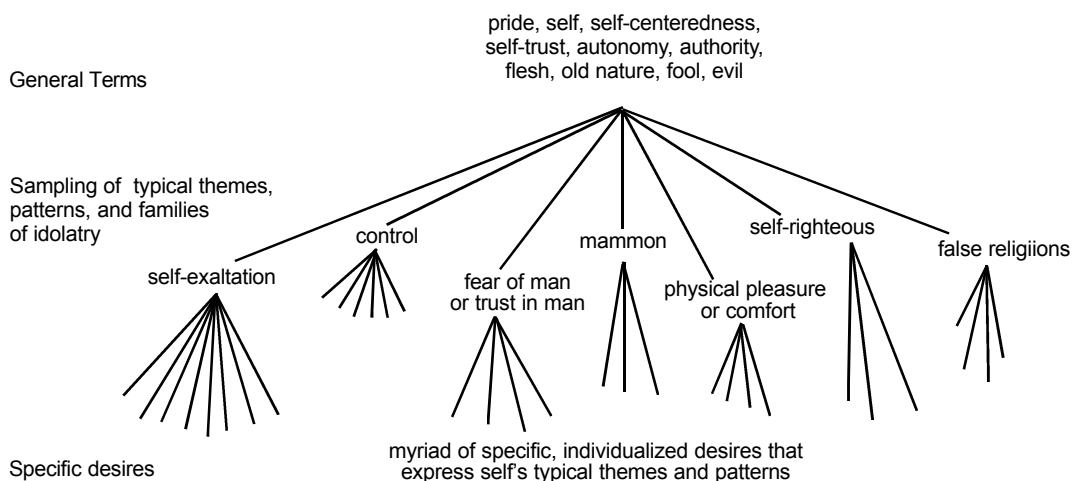 pride, self, self-centeredness,
self-trust, autonomy, authority,
flesh, old nature, fool, evil
General Terms
Sampling of typical themes,
patterns, and families
of idolatry
self-exaltation
control
fear of man
or trust in man
mammon
physical pleasure
or comfort
self-righteous
false religiions
myriad of specific, individualized desires that
express self's typical themes and patterns
Specific desires